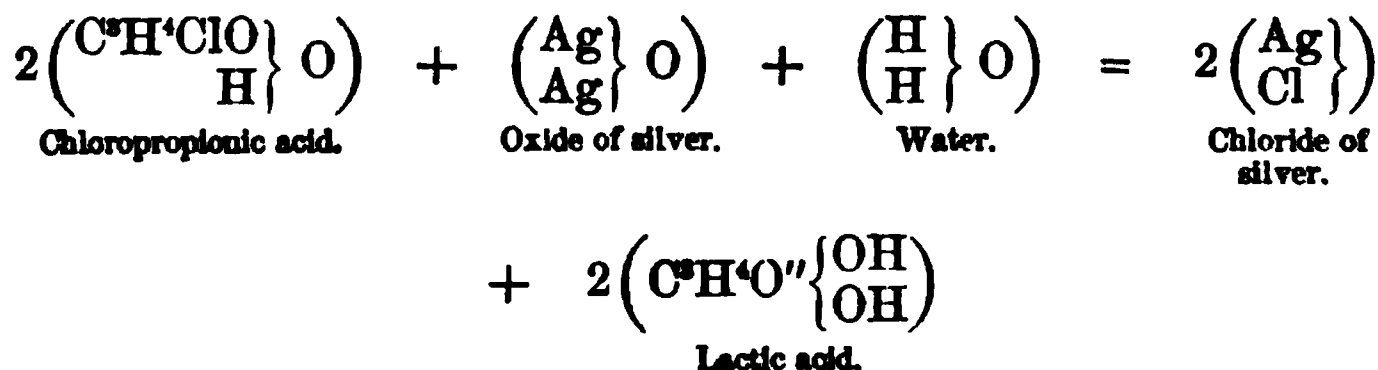 2(C³H⁴ClO H} O) + (Ag Ag} O) + (H H} O) = 2(Ag Cl})
Chloropropionic acid. Oxide of silver. Water. Chloride of silver.
+ 2(C³H⁴O″{OH OH)
Lactic acid.